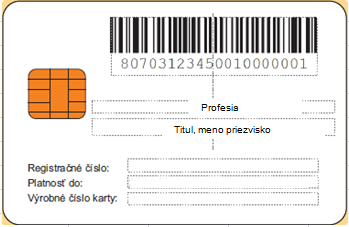 80703123450010000001
Profesia
Titul, meno priezvisko
Registračné číslo:
Platnosť do:
Výrobné číslo karty: